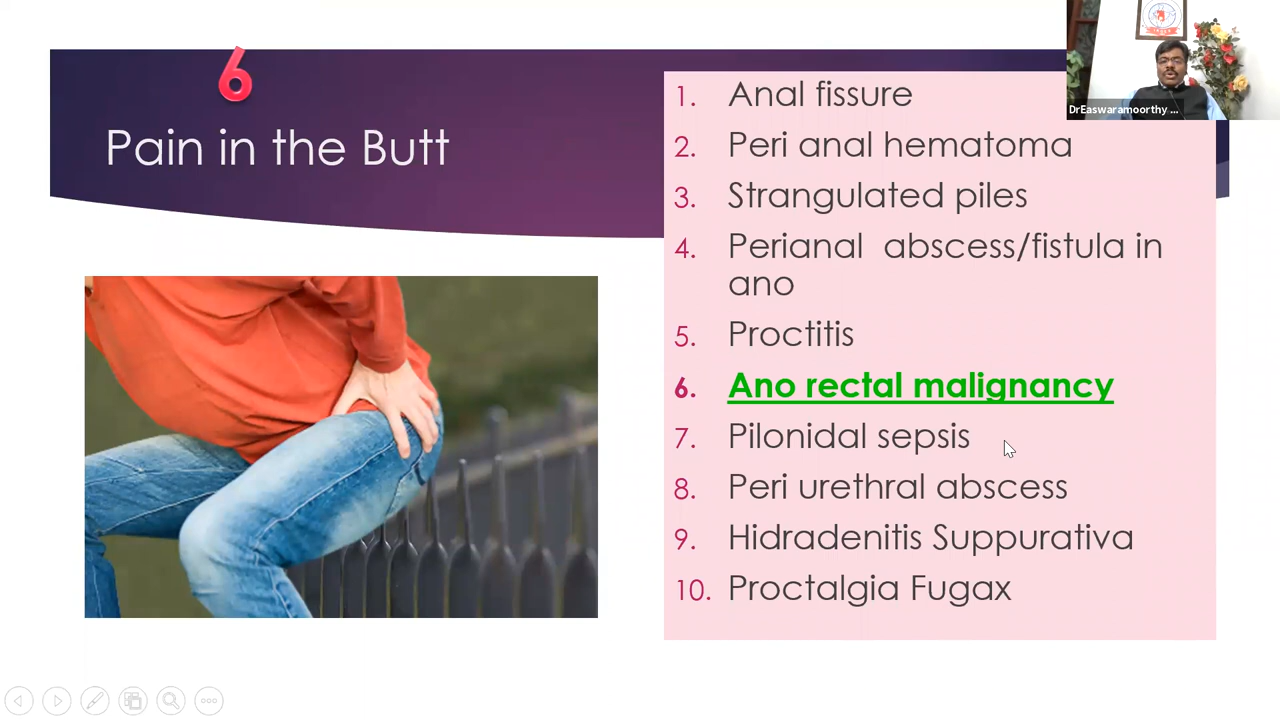 6
Pain in the Butt
1. Anal fissure
2. Peri anal hematoma
3. Strangulated piles
4. Perianal abscess/fistula in
ano
5. Proctitis
6. Ano rectal malignancy
7. Pilonidal sepsis
8. Peri urethral abscess
9. Hidradenitis Suppurativa
10. Proctalgia Fugax
DrEaswaramoorthy ...